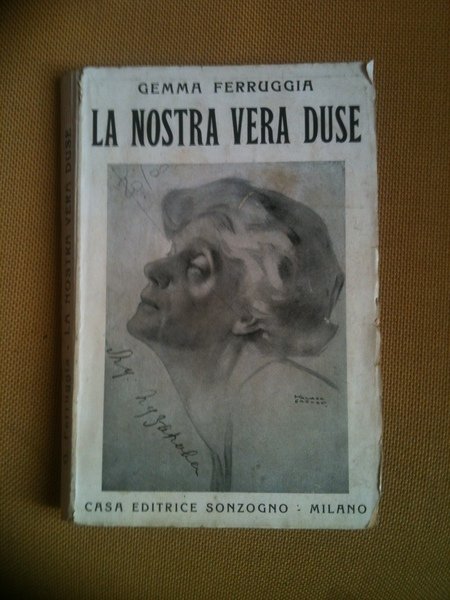 GEMMA FERRUGGIA
LA NOSTRA VERA DUSE
CASA EDITRICE SONZOGNO - MILANO
Ferruggia - LA NOSTRA VERA DUSE